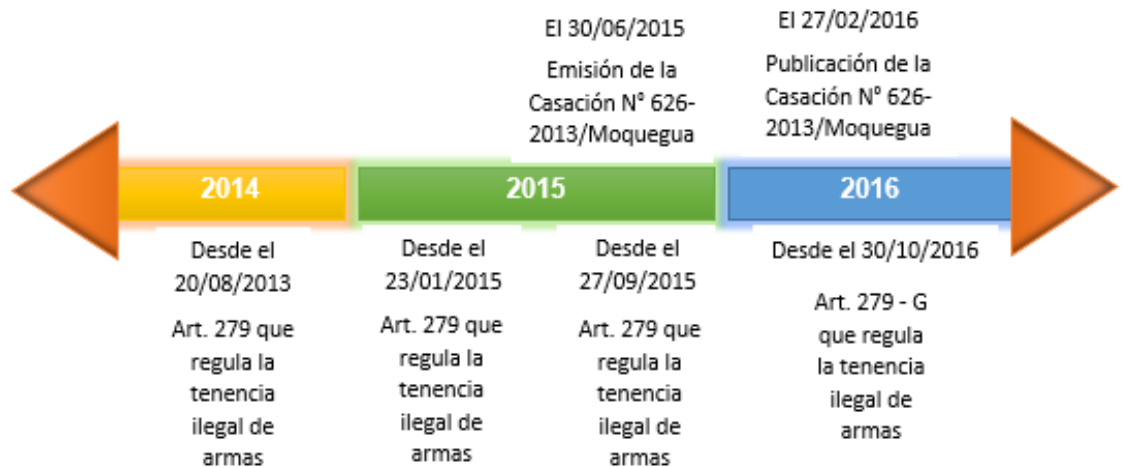 El 30/06/2015
Emisión de la
Casación N° 626-
2013/Moquegua
El 27/02/2016
Publicación de la
Casación N° 626-
2013/Moquegua
2014
2015
2016
Desde el
20/08/2013
Art. 279 que
regula la
tenencia
ilegal de
armas
Desde el
23/01/2015
Art. 279 que
regula la
tenencia
ilegal de
armas
Desde el
27/09/2015
Art. 279 que
regula la
tenencia
ilegal de
armas
Desde el 30/10/2016
Art. 279 - G
que regula
la tenencia
ilegal de
armas